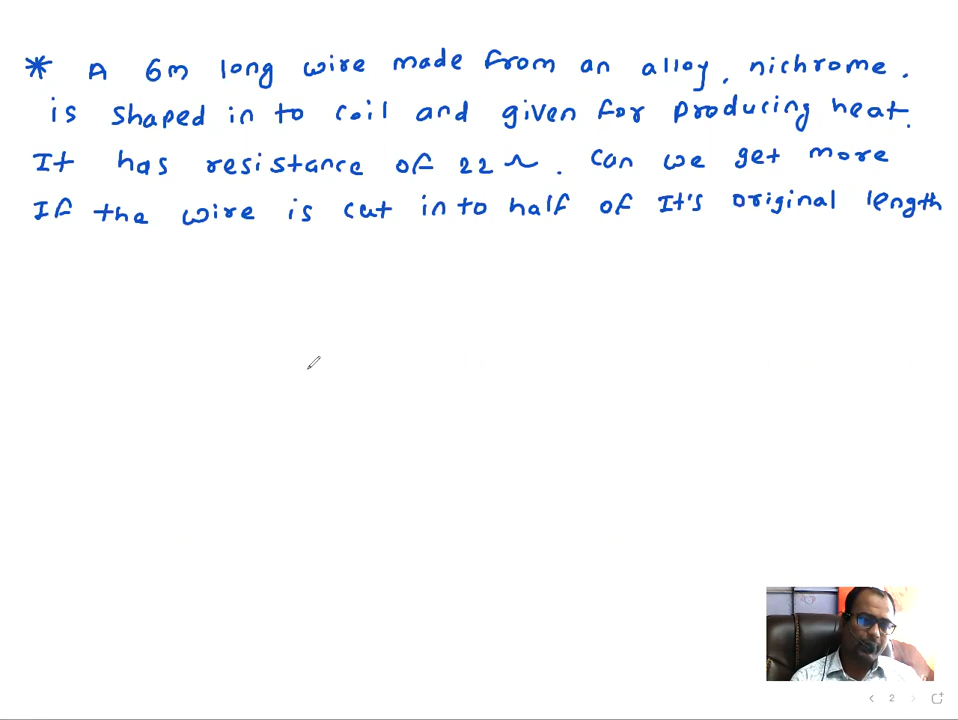 * A 6m long wire made from an alloy, nichrome.
is shaped in to coil and given for producing heat.
It has resistance of 22 Ω. Can we get more
If the wire is cut in to half of It's original length
2